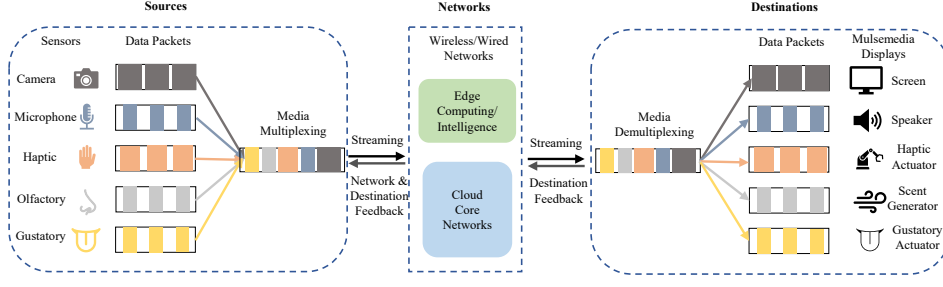 Sources
Networks
Destinations
Sensors
Data Packets
Camera
Microphone
Haptic
Olfactory
Gustatory
Media
Multiplexing
Streaming
Network &
Destination
Feedback
Wireless/Wired
Networks
Edge
Computing/
Intelligence
Cloud
Core
Networks
Streaming
Destination
Feedback
Media
Demultiplexing
Data Packets
Mulsemedia
Displays
Screen
Speaker
Haptic
Actuator
Scent
Generator
Gustatory
Actuator